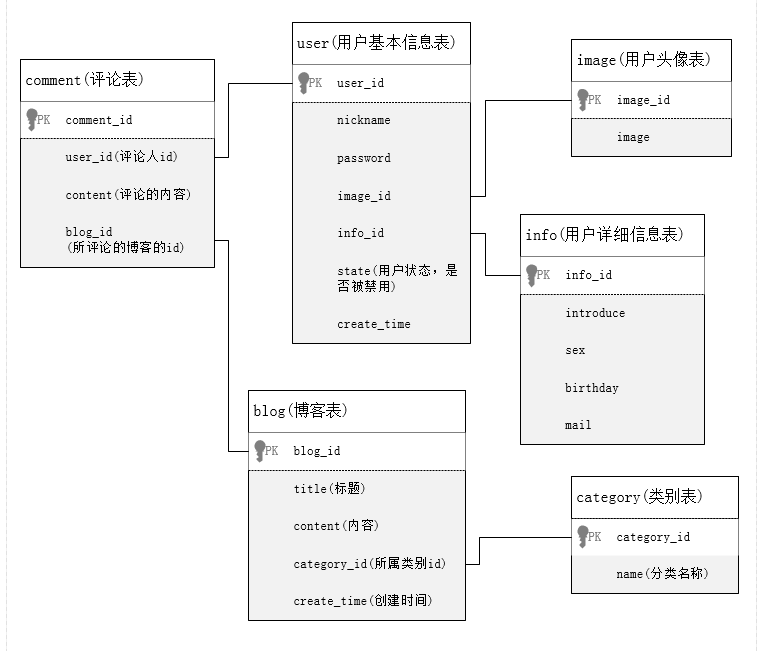 comment(评论表)
PK comment_id
user_id(评论人id)
content(评论的内容)
blog_id
(所评论的博客的id)
user(用户基本信息表)
PK user_id
nickname
password
image_id
info_id
state(用户状态，是
否被禁用)
create_time
image(用户头像表)
PK image_id
image
info(用户详细信息表)
PK info_id
introduce
sex
birthday
mail
blog(博客表)
PK blog_id
title(标题)
content(内容)
category_id(所属类别id)
create_time(创建时间)
category(类别表)
PK category_id
name(分类名称)